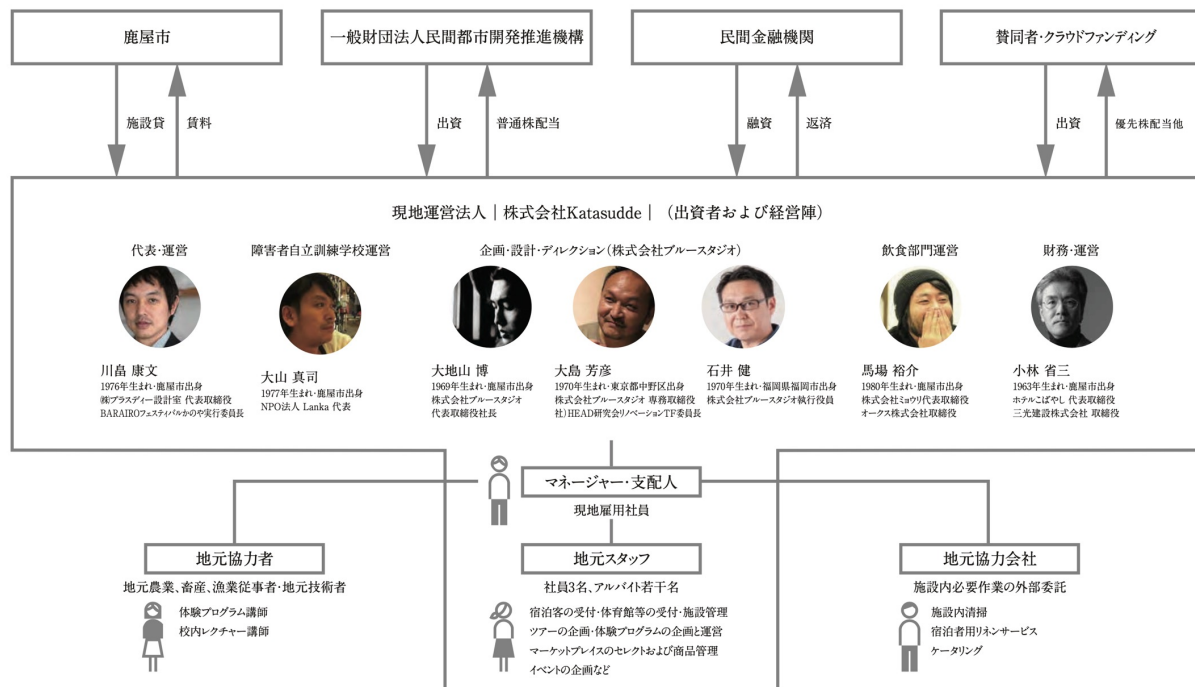 鹿屋市
一般財団法人民間都市開発推進機構
民間金融機関
賛同者・クラウドファンディング
施設貸
賃料
出資
普通株配当
融資
返済
出資
優先株配当他
現地運営法人｜株式会社Katasudde｜（出資者および経営陣）
代表・運営
川畠 康文
1976年生まれ・鹿屋市出身
㈱プラスディー設計室 代表取締役
BARAIROフェスティバルかのや実行委員長
障害者自立訓練学校運営
大山 真司
1977年生まれ・鹿屋市出身
NPO法人 Lanka 代表
企画・設計・ディレクション（株式会社ブルースタジオ）
大地山 博
1969年生まれ・鹿屋市出身
株式会社ブルースタジオ
代表取締役社長
大島 芳彦
1970年生まれ・東京都中野区出身
株式会社ブルースタジオ 専務取締役
社）HEAD研究会リノベーションTF委員長
石井 健
1970年生まれ・福岡県福岡市出身
株式会社ブルースタジオ執行役員
飲食部門運営
馬場 裕介
1980年生まれ・鹿屋市出身
株式会社ミョウリ代表取締役
オークス株式会社取締役
財務・運営
小林 省三
1963年生まれ・鹿屋市出身
ホテルこばやし 代表取締役
三光建設株式会社 取締役
マネージャー・支配人
現地雇用社員
地元協力者
地元農業、畜産、漁業従事者・地元技術者
体験プログラム講師
校内レクチャー講師
地元スタッフ
社員3名、アルバイト若干名
宿泊客の受付・体育館等の受付・施設管理
ツアーの企画・体験プログラムの企画と運営
マーケットプレイスのセレクトおよび商品管理
イベントの企画など
地元協力会社
施設内必要作業の外部委託
施設内清掃
宿泊者用リネンサービス
ケータリング